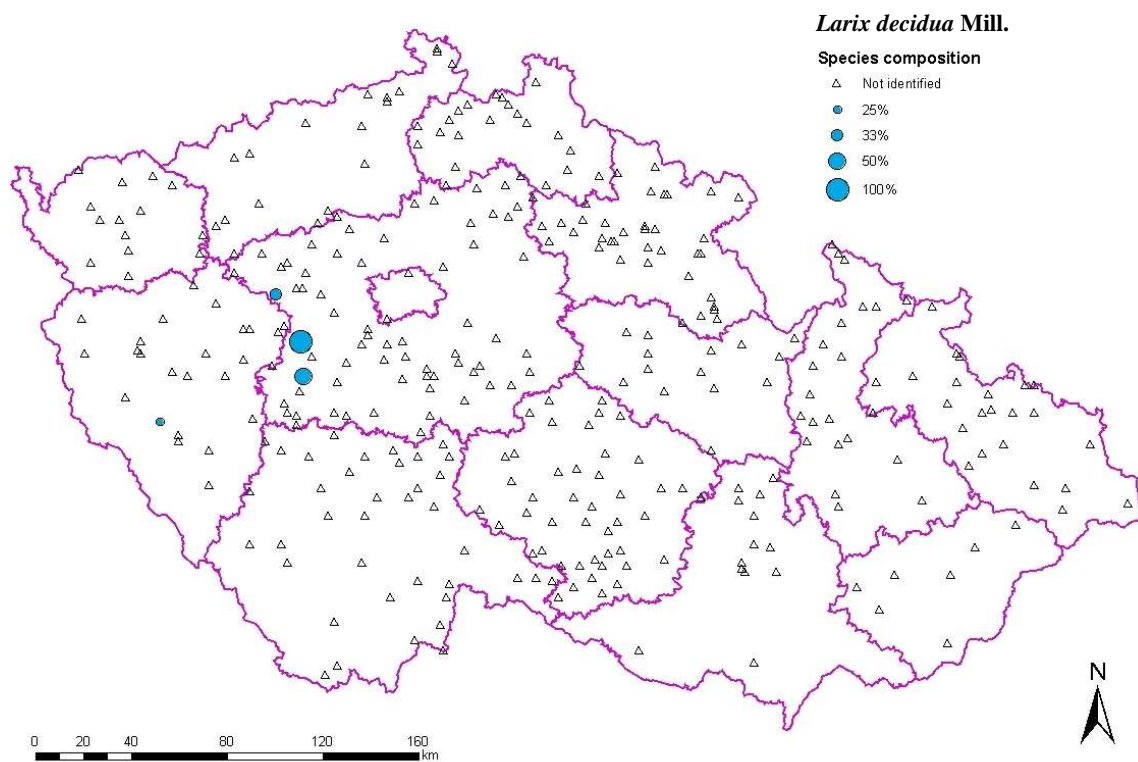 Larix decidua Mill.
Species composition
Not identified
25%
33%
50%
100%
N
0 20 40 80 120 160
km